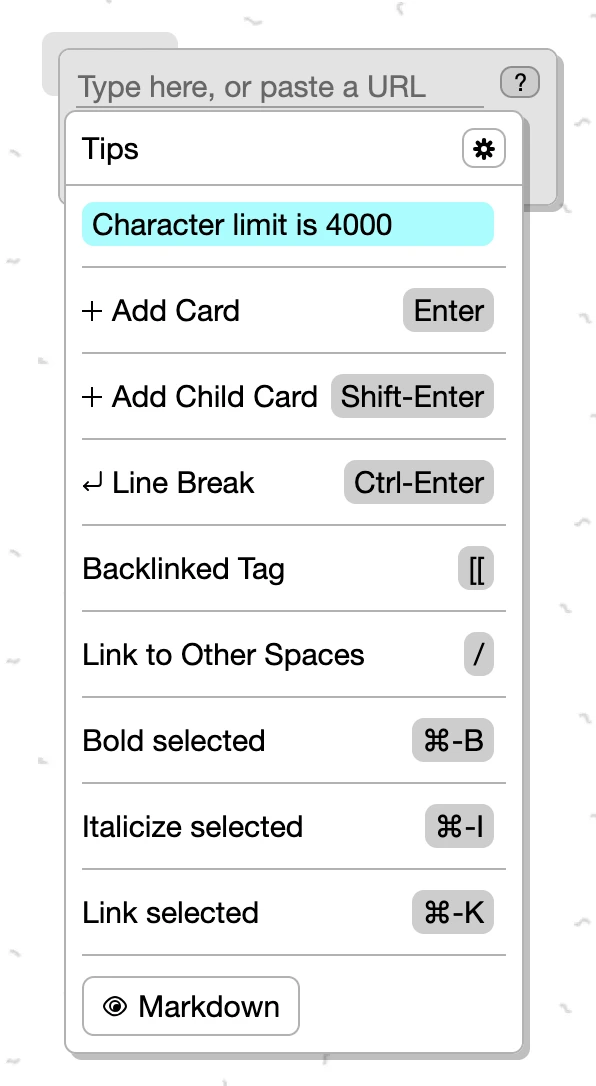 Type here, or paste a URL ?
Tips
Character limit is 4000
+ Add Card Enter
+ Add Child Card Shift-Enter
↵ Line Break Ctrl-Enter
Backlinked Tag [[
Link to Other Spaces /
Bold selected ⌘-B
Italicize selected ⌘-I
Link selected ⌘-K
Markdown